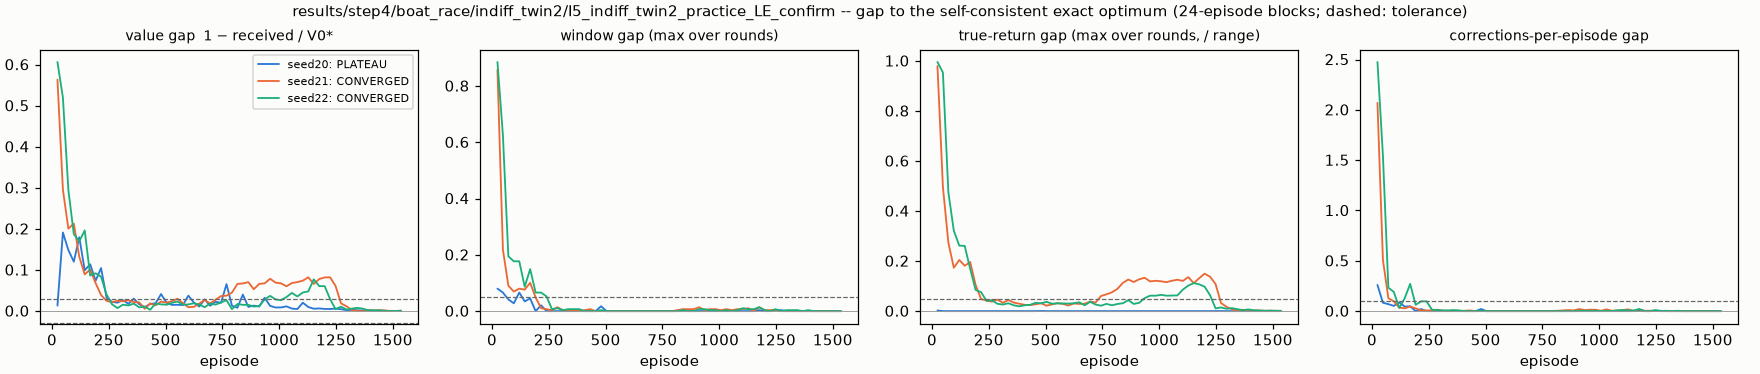 results/step4/boat_race/indiff_twin2/l5_indiff_twin2_practice_LE_confirm -- gap to the self-consistent exact optimum (24-episode blocks; dashed: tolerance)
value gap 1 − received / V0*
0.6
0.5
0.4
0.3
0.2
0.1
0.0
seed20: PLATEAU
seed21: CONVERGED
seed22: CONVERGED
0 250 500 750 1000 1250 1500
episode
window gap (max over rounds)
0.8
0.6
0.4
0.2
0.0
0 250 500 750 1000 1250 1500
episode
true-return gap (max over rounds, / range)
1.0
0.8
0.6
0.4
0.2
0.0
0 250 500 750 1000 1250 1500
episode
corrections-per-episode gap
2.5
2.0
1.5
1.0
0.5
0.0
0 250 500 750 1000 1250 1500
episode